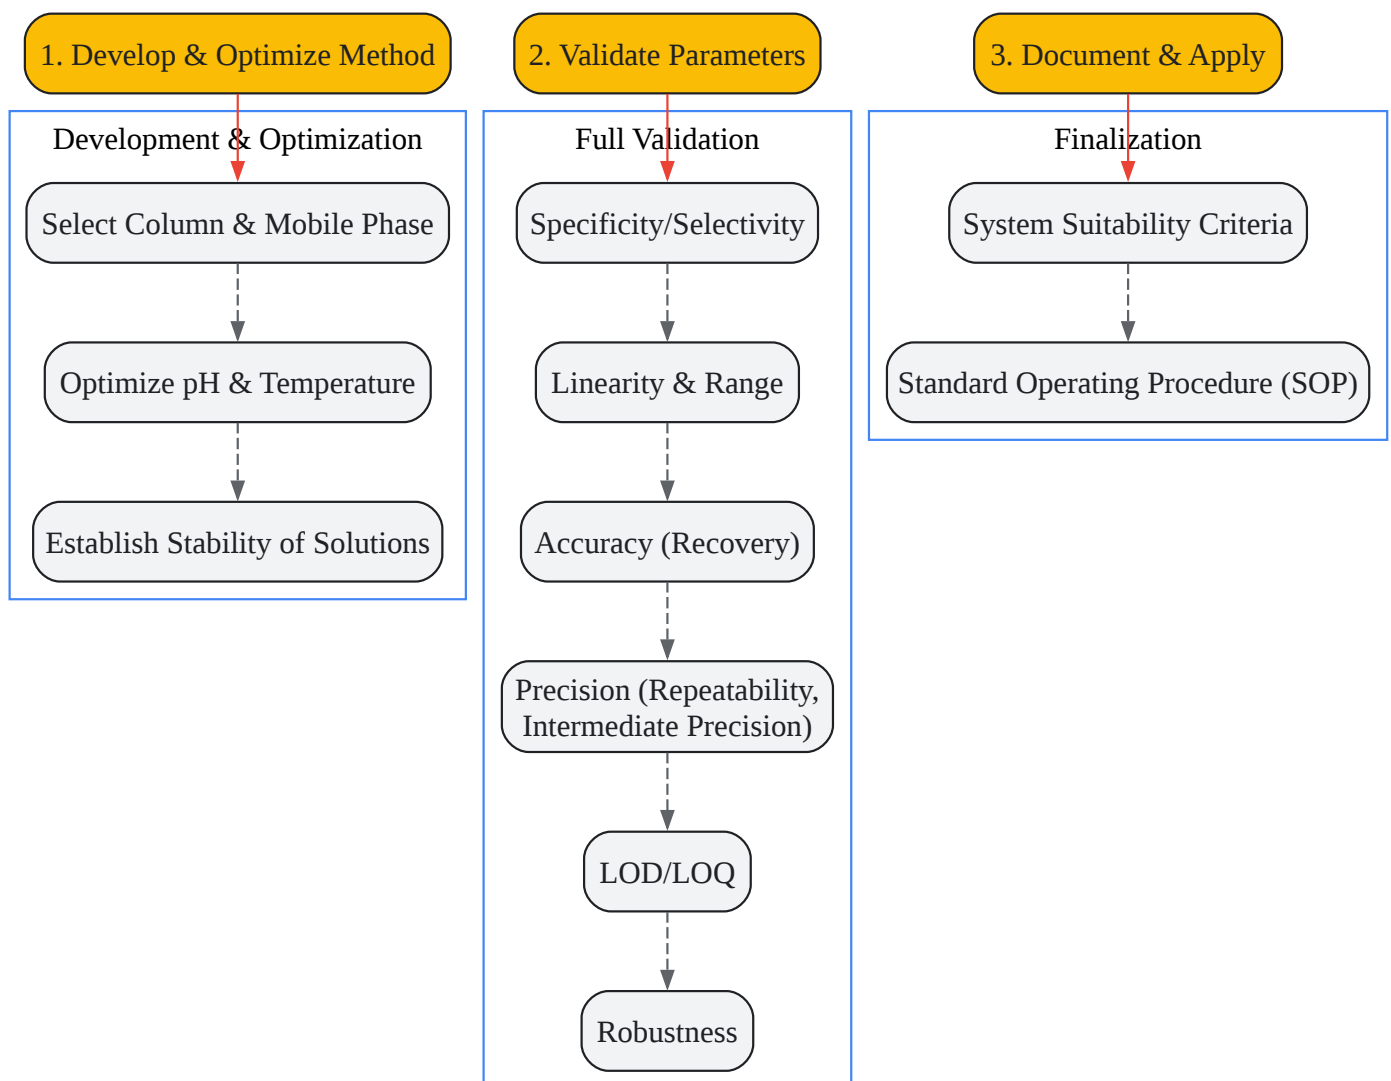 1. Develop & Optimize Method
Development & Optimization
Select Column & Mobile Phase
Optimize pH & Temperature
Establish Stability of Solutions
2. Validate Parameters
Full Validation
Specificity/Selectivity
Linearity & Range
Accuracy (Recovery)
Precision (Repeatability,
Intermediate Precision)
LOD/LOQ
Robustness
3. Document & Apply
Finalization
System Suitability Criteria
Standard Operating Procedure (SOP)